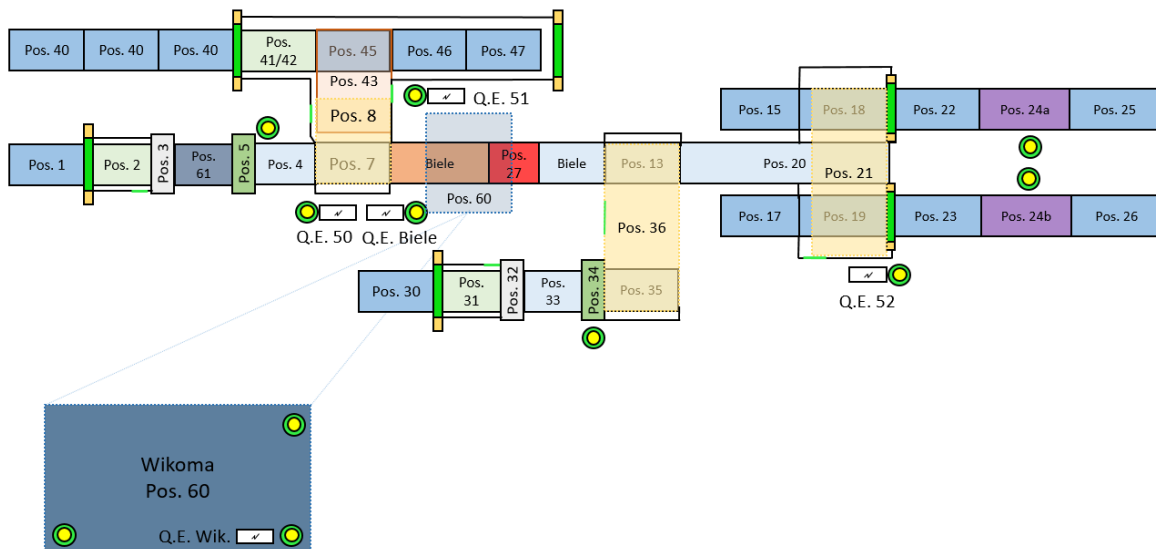 Pos. 40
Pos. 40
Pos. 40
Pos.
41/42
Pos. 45
Pos. 46
Pos. 47
Pos. 43
Pos. 8
Q.E. 51
Pos. 15
Pos. 18
Pos. 22
Pos. 24a
Pos. 25
Pos. 1
Pos. 2
Pos. 3
Pos.
61
Pos. 5
Pos. 4
Pos. 7
Biele
Pos.
27
Biele
Pos. 13
Pos. 20
Pos. 21
Pos. 60
Pos. 17
Pos. 19
Pos. 23
Pos. 24b
Pos. 26
Q.E. 50
Q.E. Biele
Pos. 36
Pos. 30
Pos.
31
Pos. 32
Pos.
33
Pos. 34
Pos. 35
Q.E. 52
Wikoma
Pos. 60
Q.E. Wik.